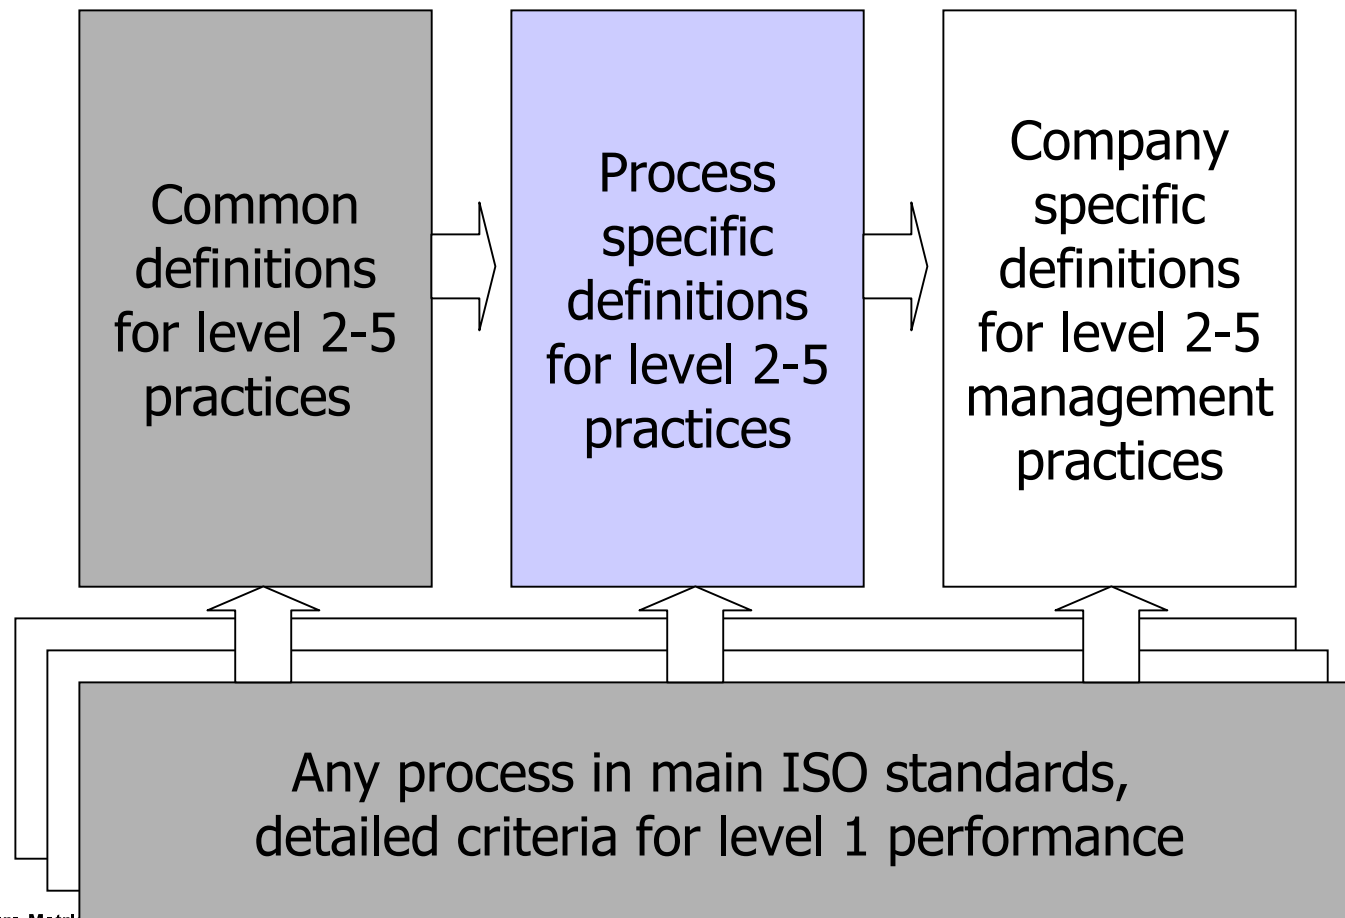 Common
definitions
for level 2-5
practices
Process
specific
definitions
for level 2-5
practices
Company
specific
definitions
for level 2-5
management
practices
Any process in main ISO standards,
detailed criteria for level 1 performance